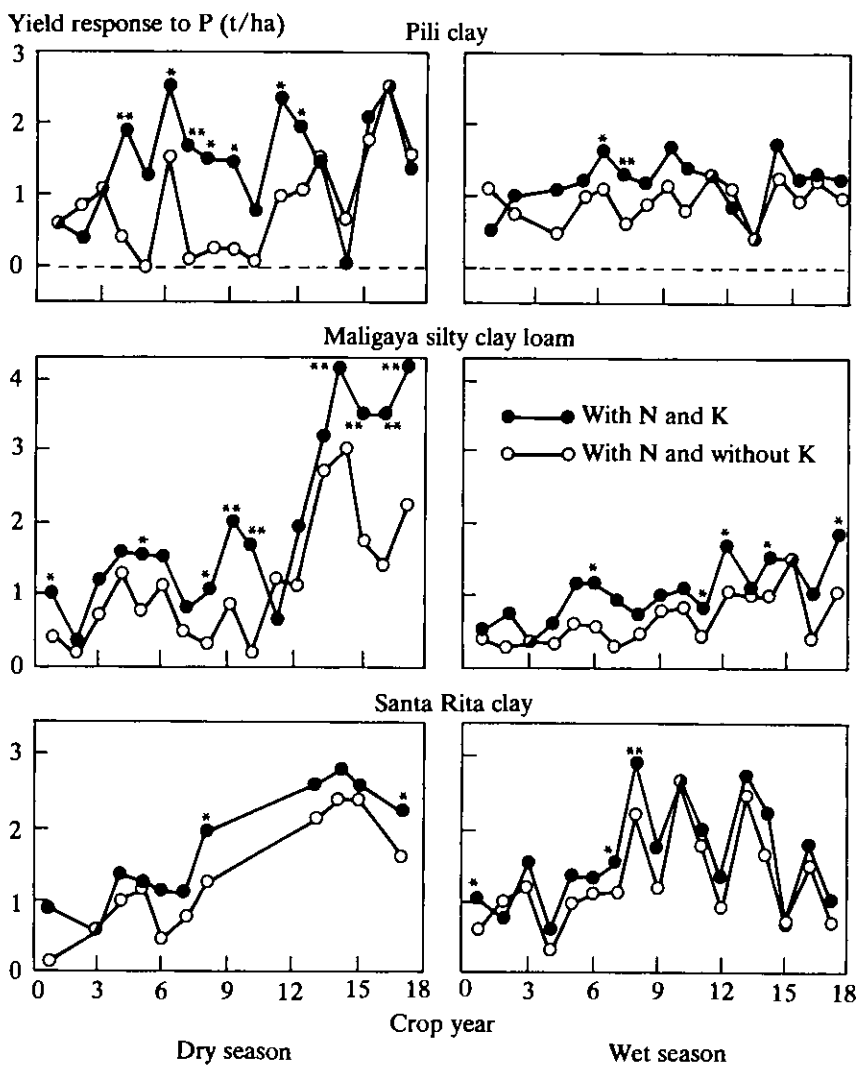 Yield response to P (t/ha)
Pili clay
3
2
1
0
* ** * ** * * * *
* **
Maligaya silty clay loam
4
3
2
1
0
* * * ** ** ** ** ** **
With N and K
With N and without K
* * * * *
Santa Rita clay
3
2
1
0
* *
* * **
0 3 6 9 12 15 18
0 3 6 9 12 15 18
Crop year
Dry season
Wet season